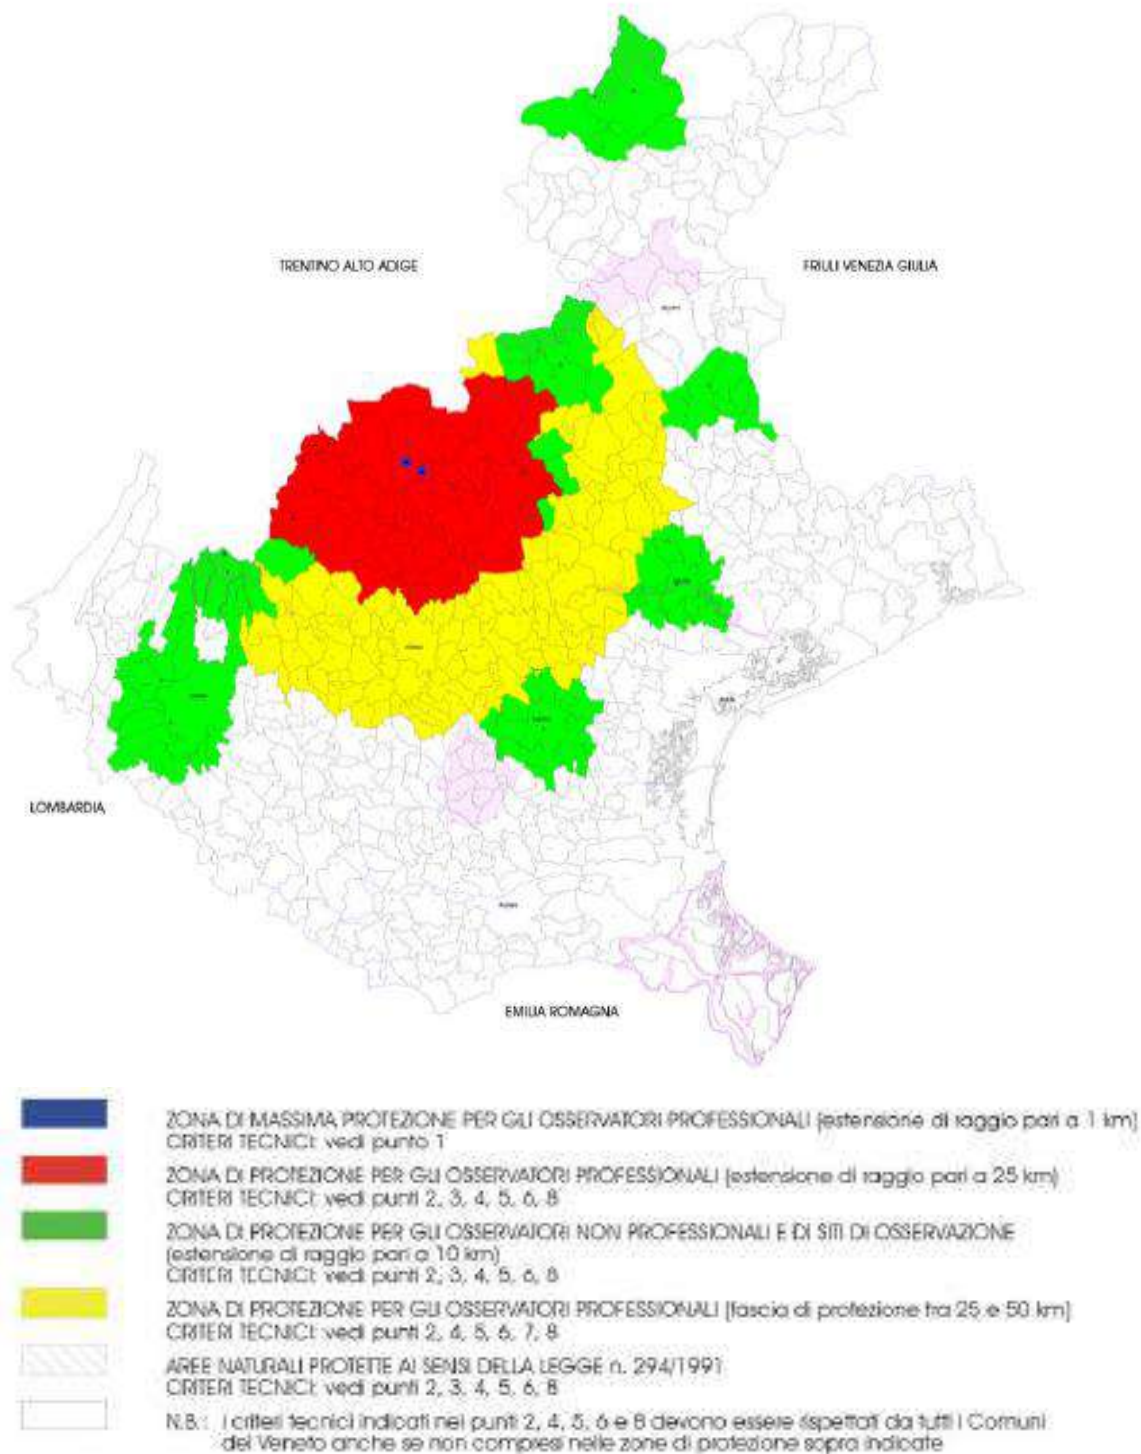 TRENTINO ALTO ADIGE
FRIULI VENEZIA GIULIA
LOMBARDIA
EMILIA ROMAGNA
ZONA DI MASSIMA PROTEZIONE PER GLI OSSERVATORI PROFESSIONALI (estensione di raggio pari a 1 km)
CRITERI TECNICI: vedi punto 1
ZONA DI PROTEZIONE PER GLI OSSERVATORI PROFESSIONALI (estensione di raggio pari a 25 km)
CRITERI TECNICI: vedi punti 2, 3, 4, 5, 6, 8
ZONA DI PROTEZIONE PER GLI OSSERVATORI NON PROFESSIONALI E DI SITI DI OSSERVAZIONE
(estensione di raggio pari a 10 km)
CRITERI TECNICI: vedi punti 2, 3, 4, 5, 6, 8
ZONA DI PROTEZIONE PER GLI OSSERVATORI PROFESSIONALI (fascia di protezione tra 25 e 50 km)
CRITERI TECNICI: vedi punti 2, 4, 5, 6, 7, 8
AREE NATURALI PROTETTE AI SENSI DELLA LEGGE n. 294/1991
CRITERI TECNICI: vedi punti 2, 3, 4, 5, 6, 8
N.B.: i criteri tecnici indicati nei punti 2, 4, 5, 6 e 8 devono essere rispettati da tutti i Comuni
del Veneto anche se non compresi nelle zone di protezione sopra indicate